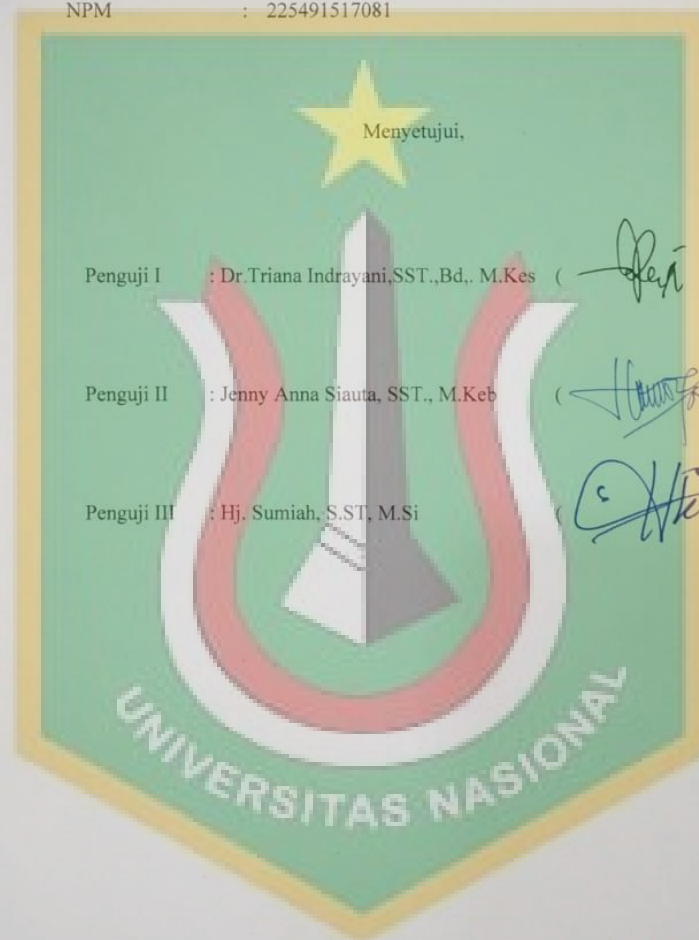 NPM : 225491517081
Menyetujui,
Penguji I : Dr.Triana Indrayani,SST.,Bd,. M.Kes (
Penguji II : Jenny Anna Siauta, SST., M.Keb (
Penguji III : Hj. Sumiah, S.ST, M.Si (
UNIVERSITAS NASIONAL